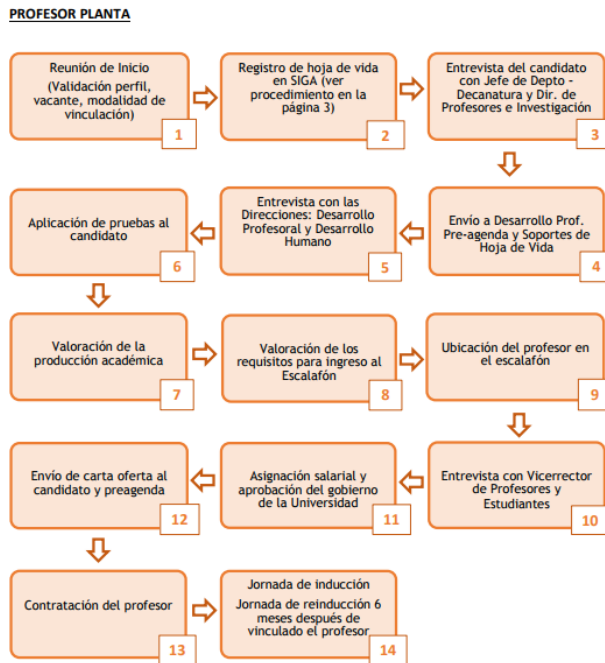 PROFESOR PLANTA
Reunión de Inicio
(Validación perfil,
vacante, modalidad de
vinculación)
1
Registro de hoja de vida
en SIGA (ver
procedimiento en la
página 3)
2
Entrevista del candidato
con Jefe de Depto -
Decanatura y Dir. de
Profesores e Investigación
3
Envío a Desarrollo Prof.
Pre-agenda y Soportes de
Hoja de Vida
4
Entrevista con las
Direcciones: Desarrollo
Profesoral y Desarrollo
Humano
5
Aplicación de pruebas al
candidato
6
Valoración de la
producción académica
7
Valoración de los
requisitos para ingreso al
Escalafón
8
Ubicación del profesor en
el escalafón
9
Entrevista con Vicerrector
de Profesores y
Estudiantes
10
Asignación salarial y
aprobación del gobierno
de la Universidad
11
Envío de carta oferta al
candidato y preagenda
12
Contratación del profesor
13
Jornada de inducción
Jornada de reinducción 6
meses después de
vinculado el profesor
14